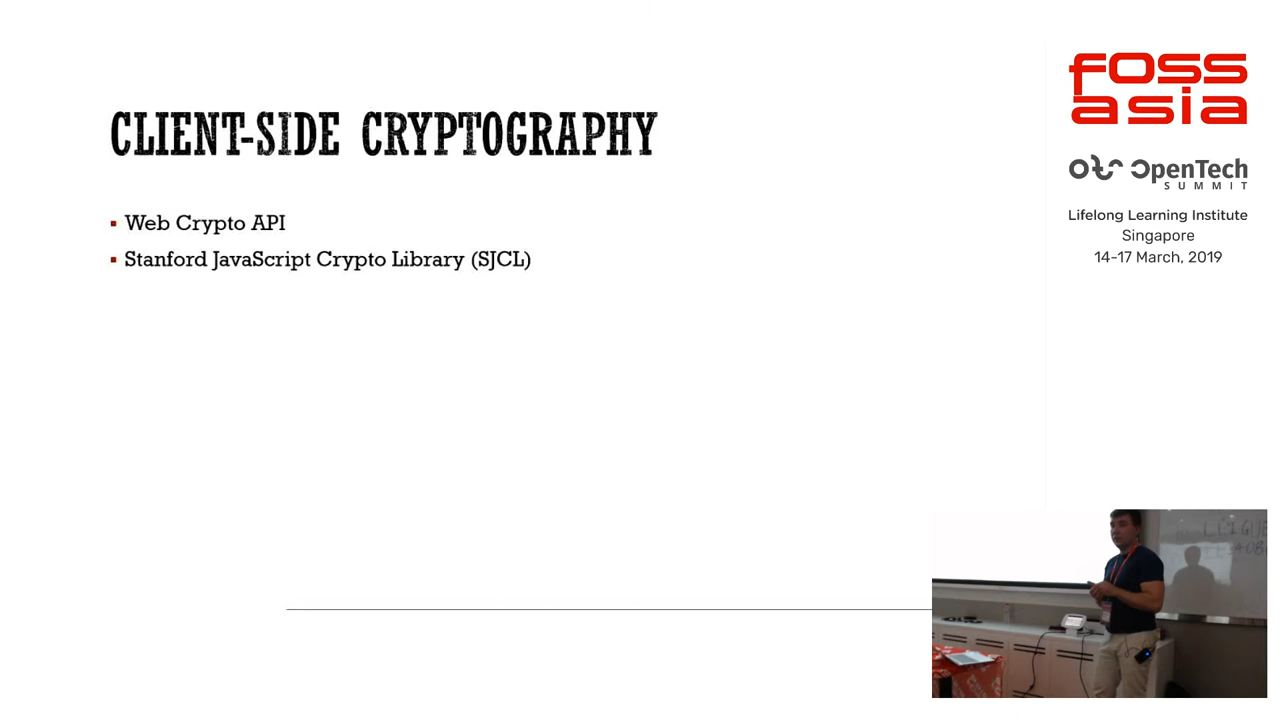 CLIENT-SIDE CRYPTOGRAPHY
Web Crypto API
Stanford JavaScript Crypto Library (SJCL)
fOSS
asia
OpenTech
SUMMIT
Lifelong Learning Institute
Singapore
14-17 March, 2019